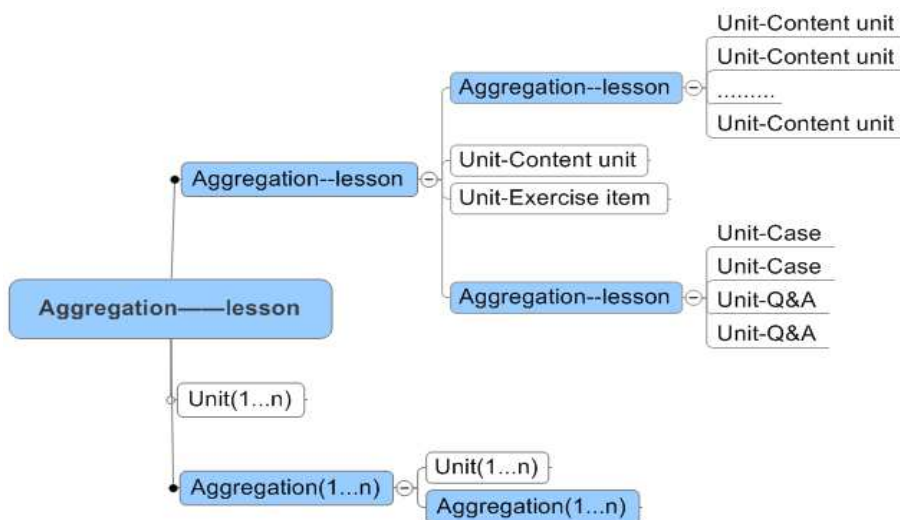 Unit-Content unit
Unit-Content unit
.........
Unit-Content unit
Aggregation--lesson
Unit-Content unit
Unit-Exercise item
Aggregation--lesson
Unit-Case
Unit-Case
Unit-Q&A
Unit-Q&A
Aggregation--lesson
Aggregation——lesson
Unit(1...n)
Aggregation(1...n)
Unit(1...n)
Aggregation(1...n)